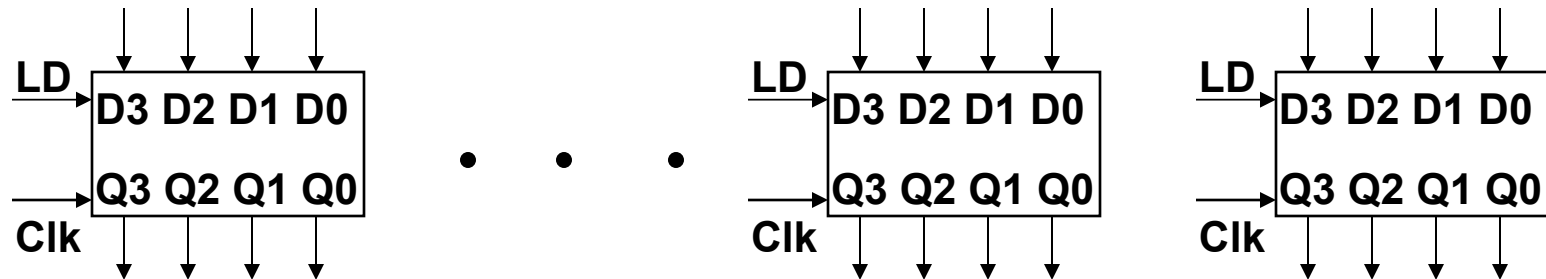 LD LD LD
D3 D2 D1 D0 D3 D2 D1 D0 D3 D2 D1 D0
Q3 Q2 Q1 Q0 Q3 Q2 Q1 Q0 Q3 Q2 Q1 Q0
Clk Clk Clk